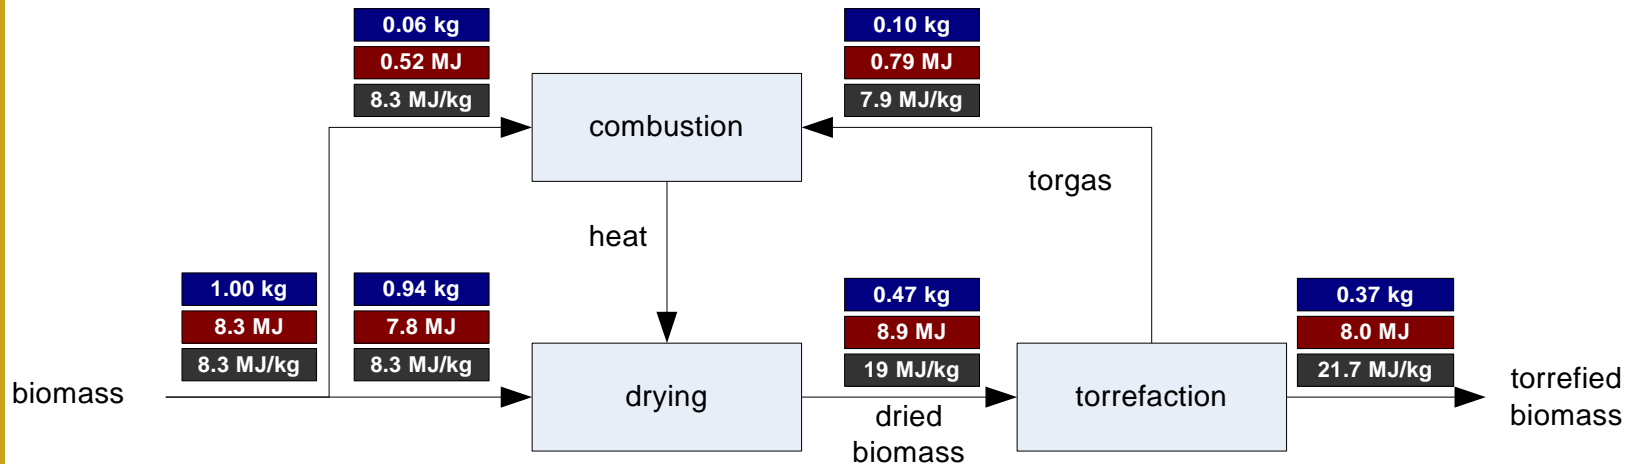 0.06 kg
0.52 MJ
8.3 MJ/kg
0.10 kg
0.79 MJ
7.9 MJ/kg
combustion
torgas
heat
1.00 kg
8.3 MJ
8.3 MJ/kg
0.94 kg
7.8 MJ
8.3 MJ/kg
0.47 kg
8.9 MJ
19 MJ/kg
0.37 kg
8.0 MJ
21.7 MJ/kg
biomass
drying
dried
biomass
torrefaction
torrefied
biomass